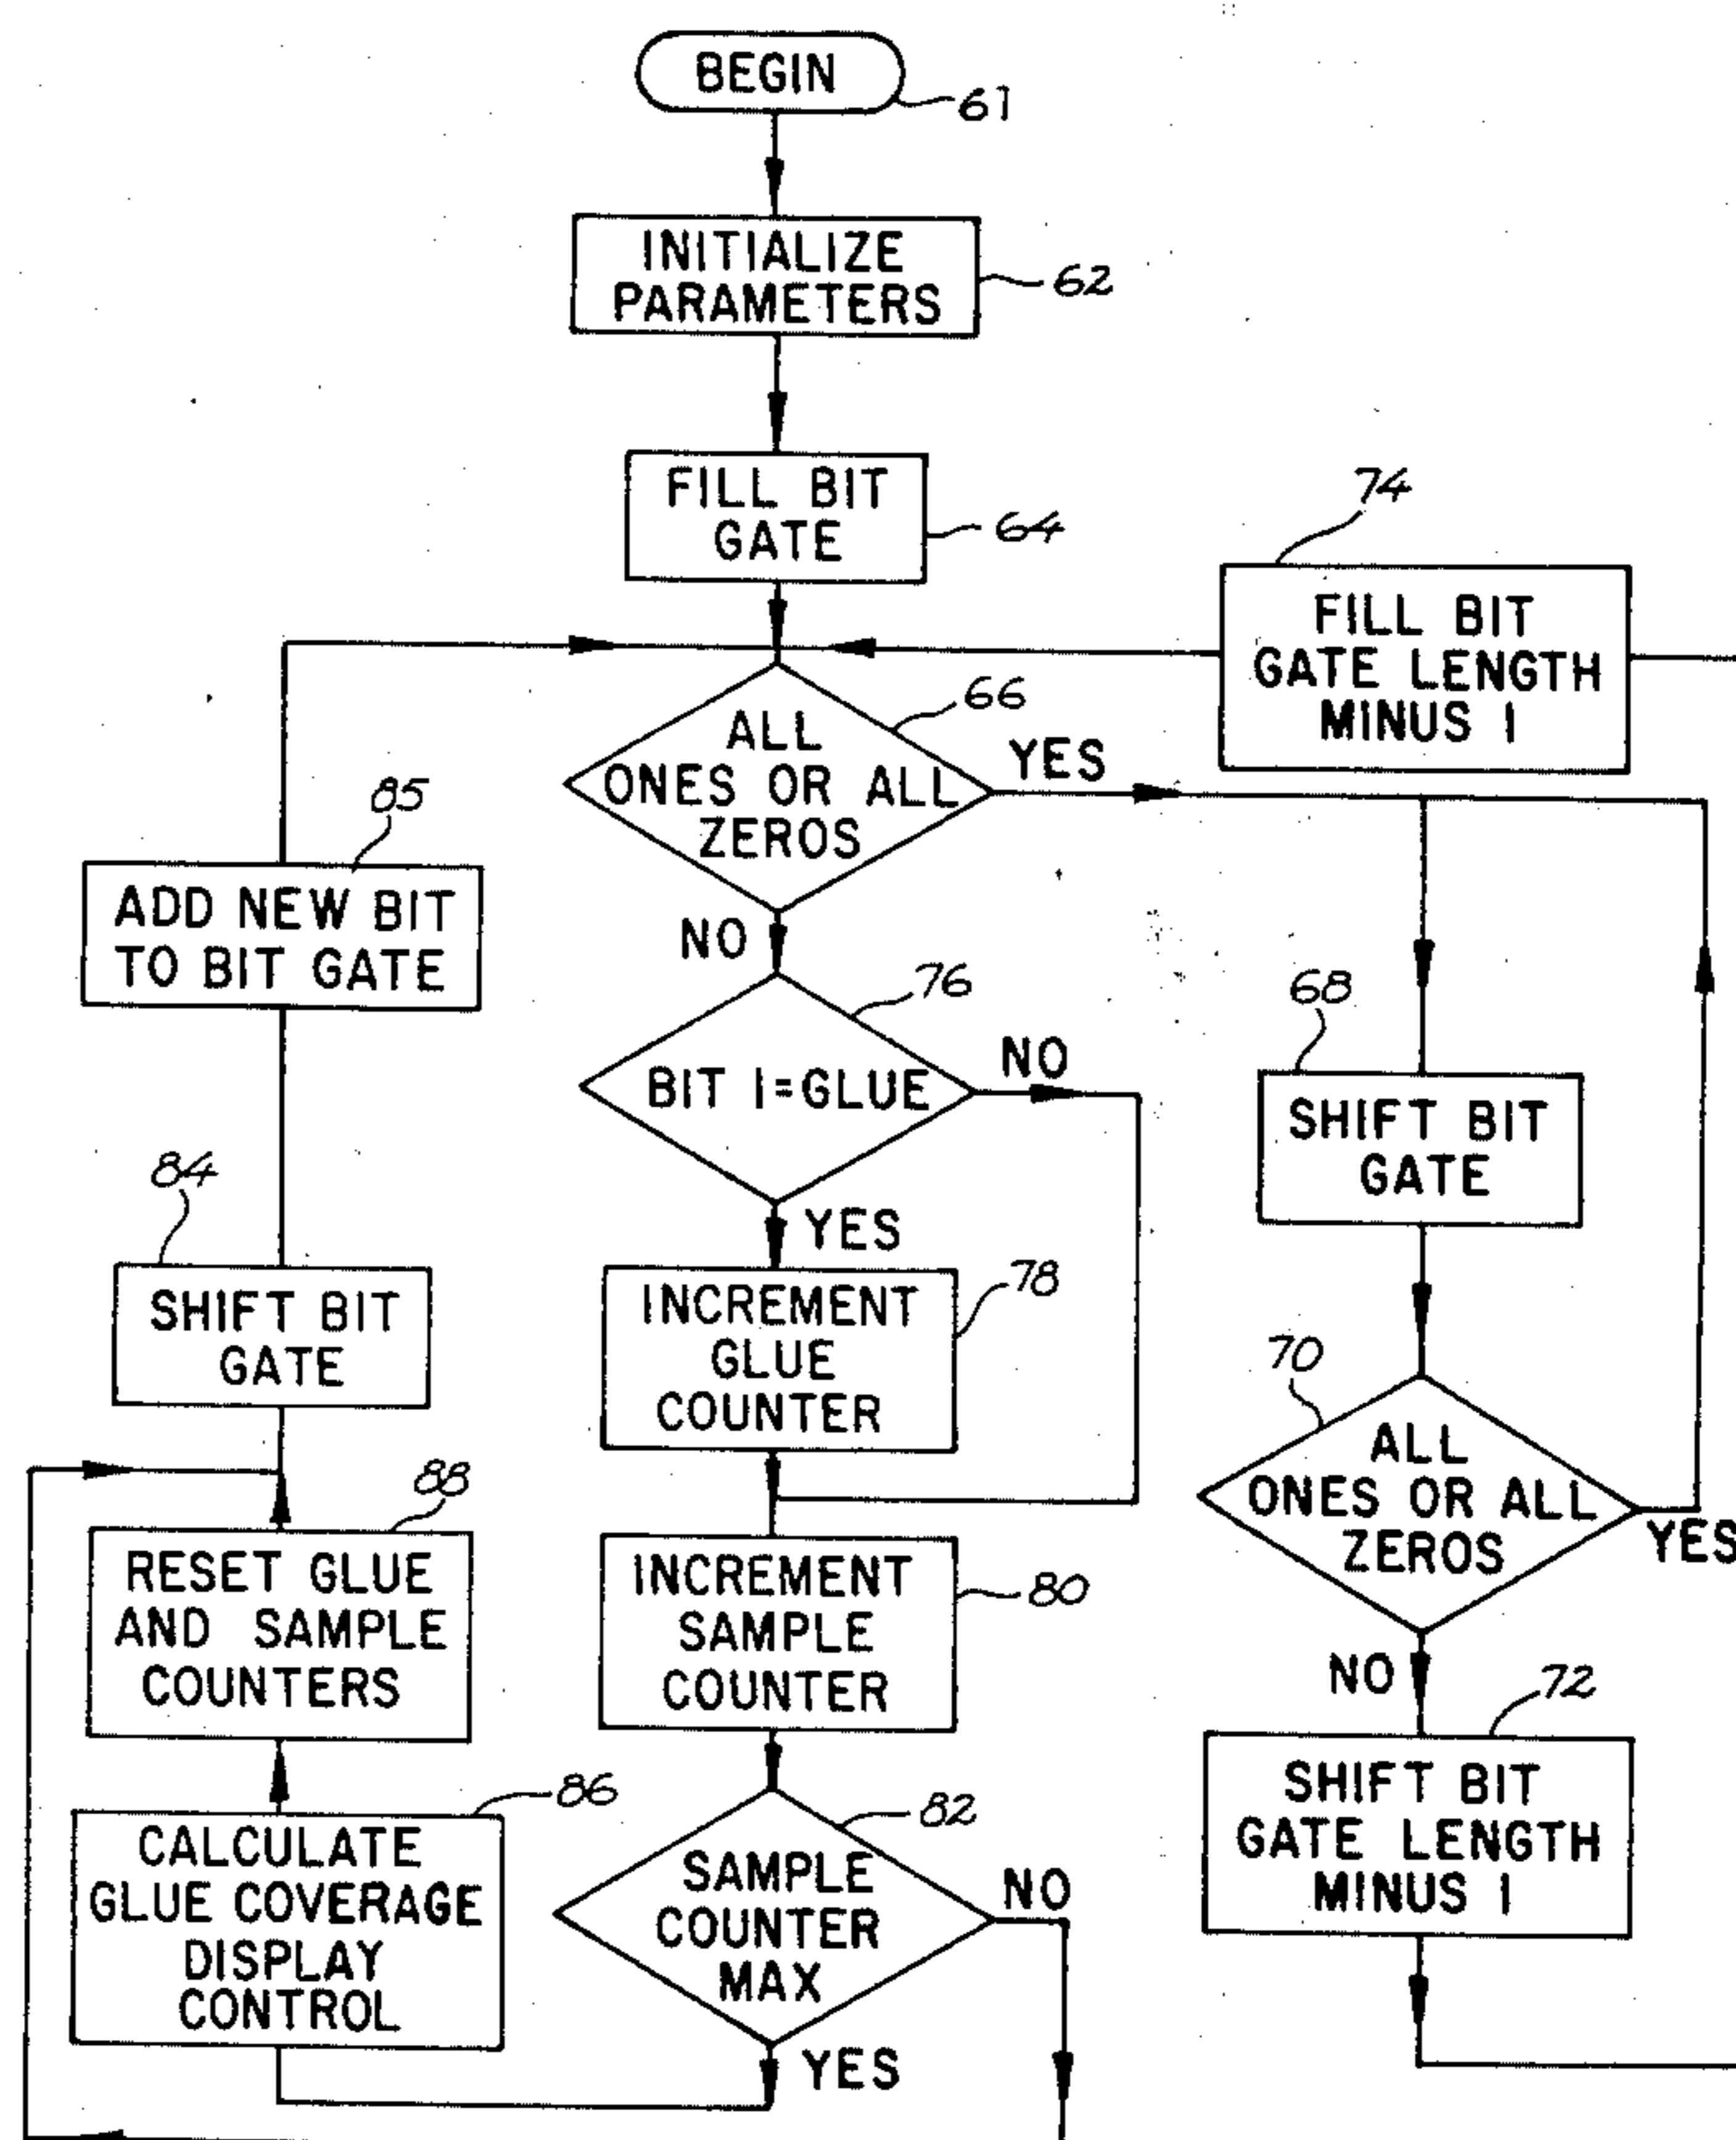 BEGIN
61
INITIALIZE
PARAMETERS
62
FILL BIT
GATE
64
74
FILL BIT
GATE LENGTH
MINUS 1
66
ALL
ONES OR ALL
ZEROS
YES
NO
85
ADD NEW BIT
TO BIT GATE
76
BIT 1=GLUE
NO
YES
68
SHIFT BIT
GATE
84
SHIFT BIT
GATE
78
INCREMENT
GLUE
COUNTER
70
ALL
ONES OR ALL
ZEROS
YES
NO
88
RESET GLUE
AND SAMPLE
COUNTERS
80
INCREMENT
SAMPLE
COUNTER
72
SHIFT BIT
GATE LENGTH
MINUS 1
86
CALCULATE
GLUE COVERAGE
DISPLAY
CONTROL
82
SAMPLE
COUNTER
MAX
NO
YES